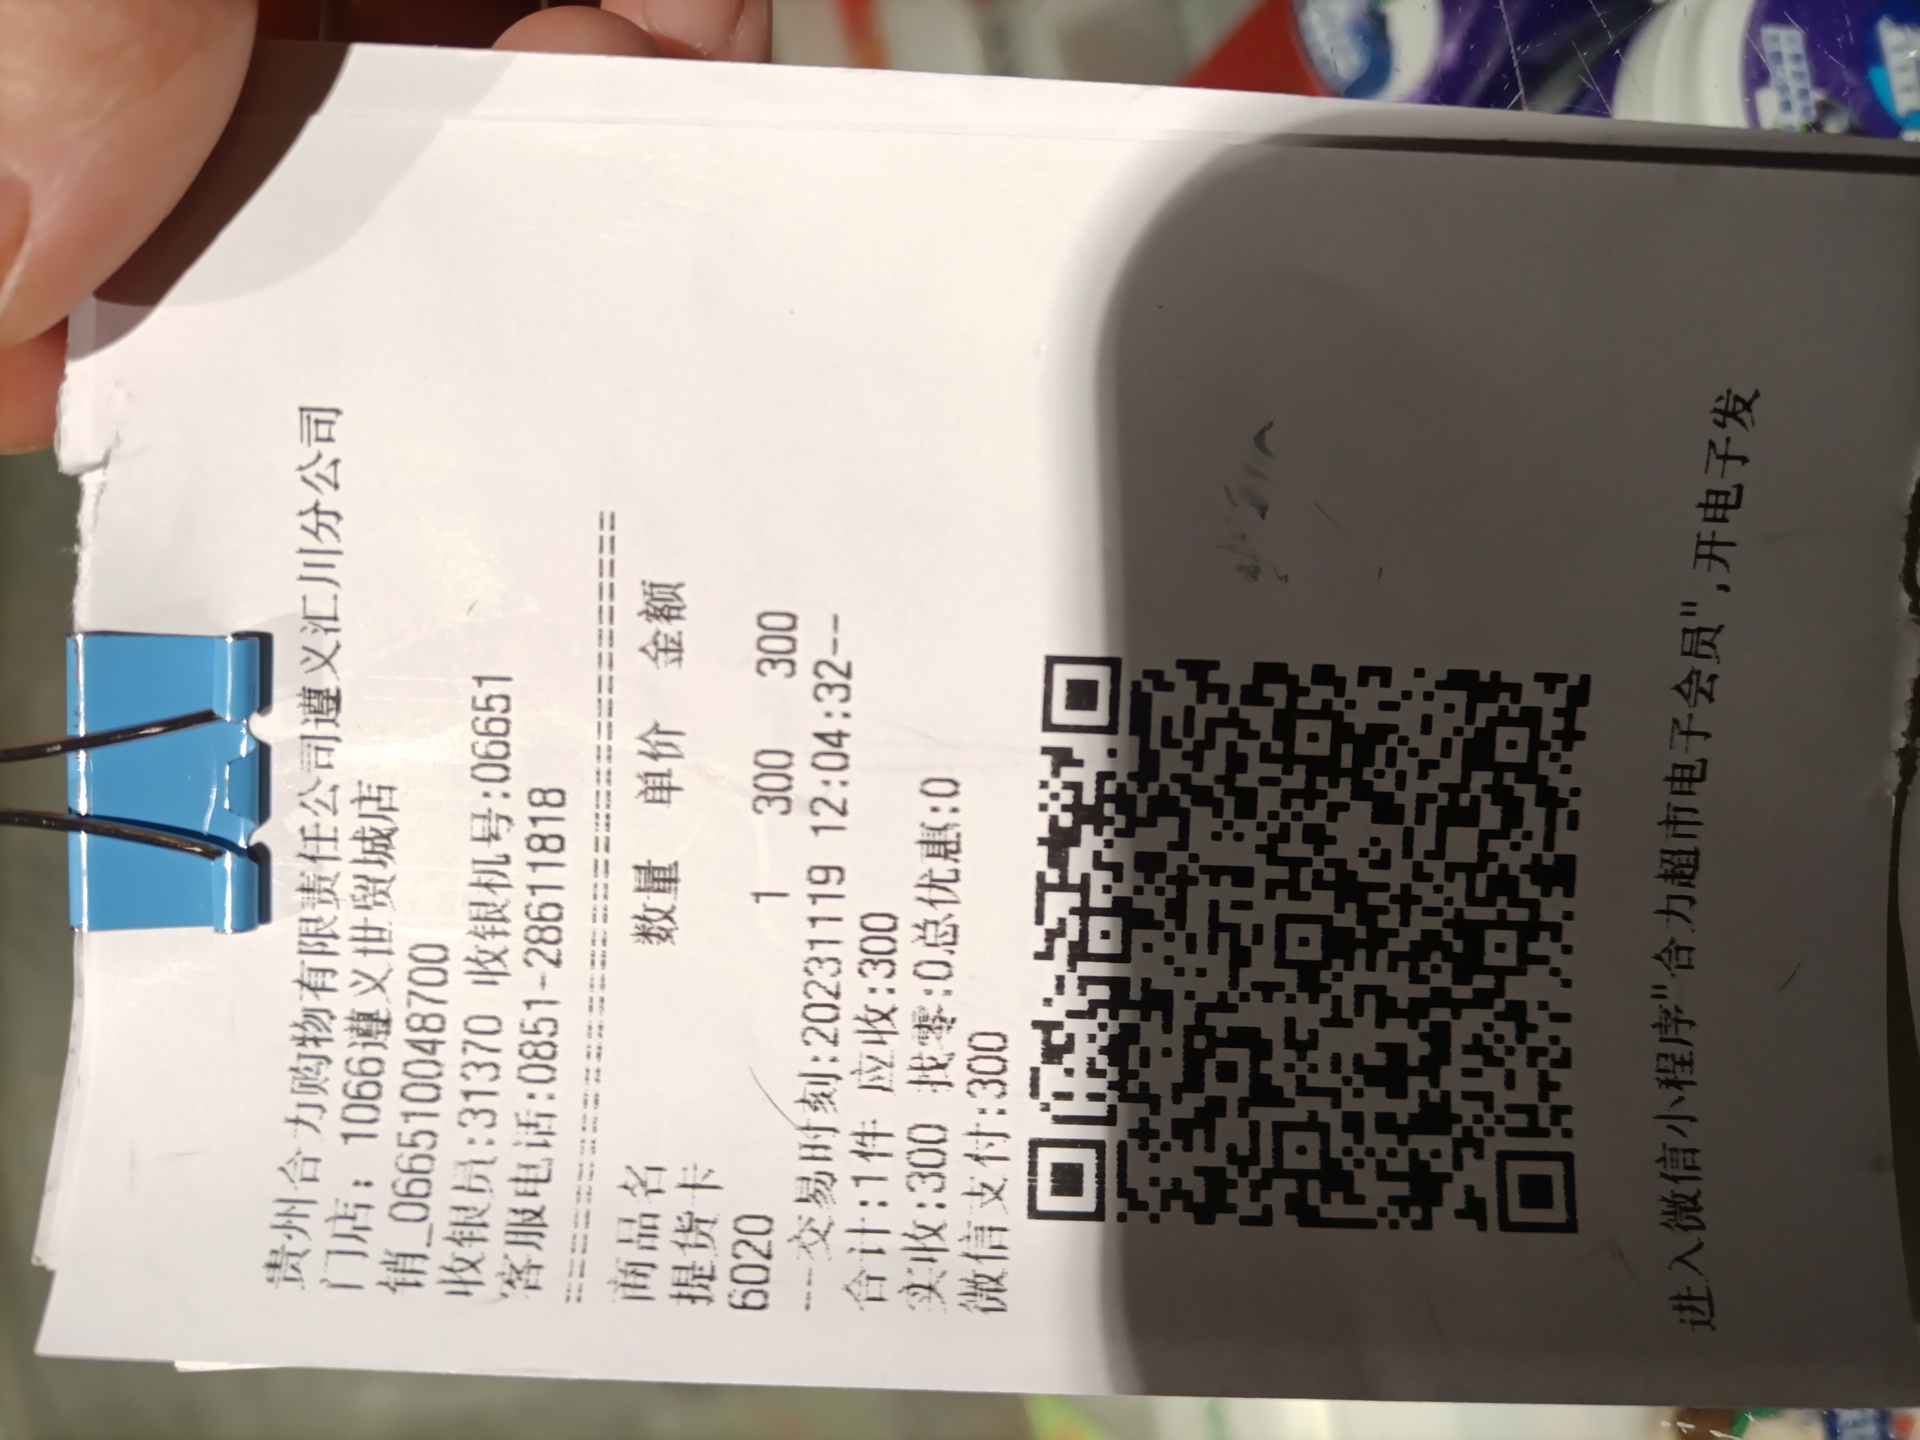 贵州合力购物有限责任公司遵义汇川分公司
门店：1066遵义世贸城店
销_066510048700
收银员:31370 收银机号:06651
客服电话:0851-28611818
================================
商品名 数量 单价 金额
提货卡
6020 1 300 300
---交易时刻:20231119 12:04:32--
合计:1件 应收:300
实收:300 找零:0总优惠:0
微信支付:300
进入微信小程序"合力超市电子会员",开电子发